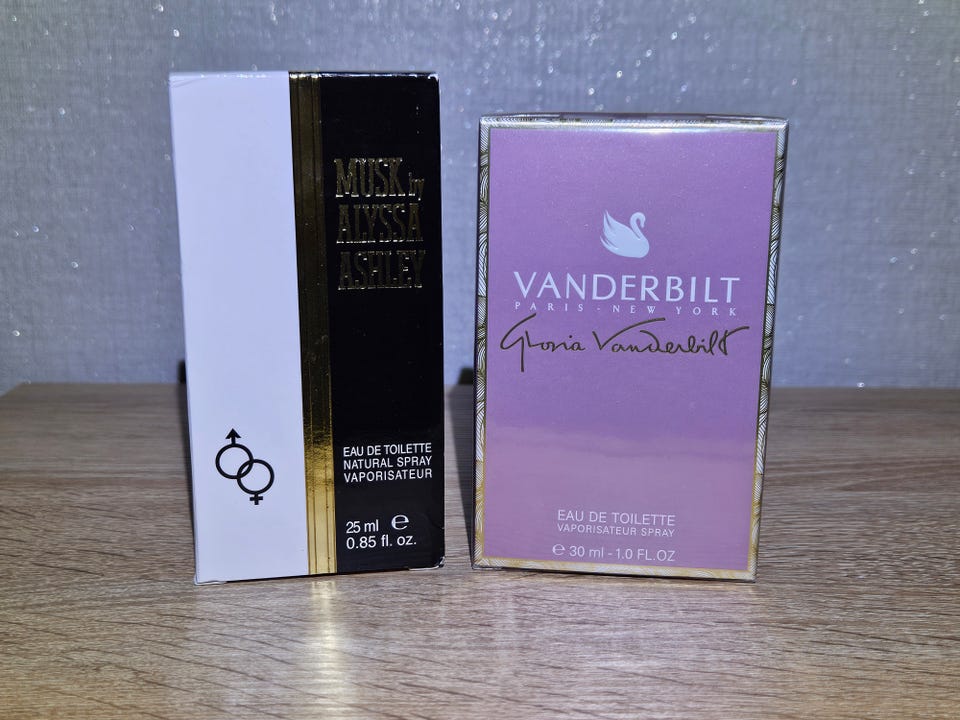 MUSK by
ALYSSA
ASHLEY
EAU DE TOILETTE
NATURAL SPRAY
VAPORISATEUR
25 ml ℮
0.85 fl. oz.
VANDERBILT
PARIS - NEW YORK
Gloria Vanderbilt
EAU DE TOILETTE
VAPORISATEUR SPRAY
℮ 30 ml - 1.0 FL.OZ